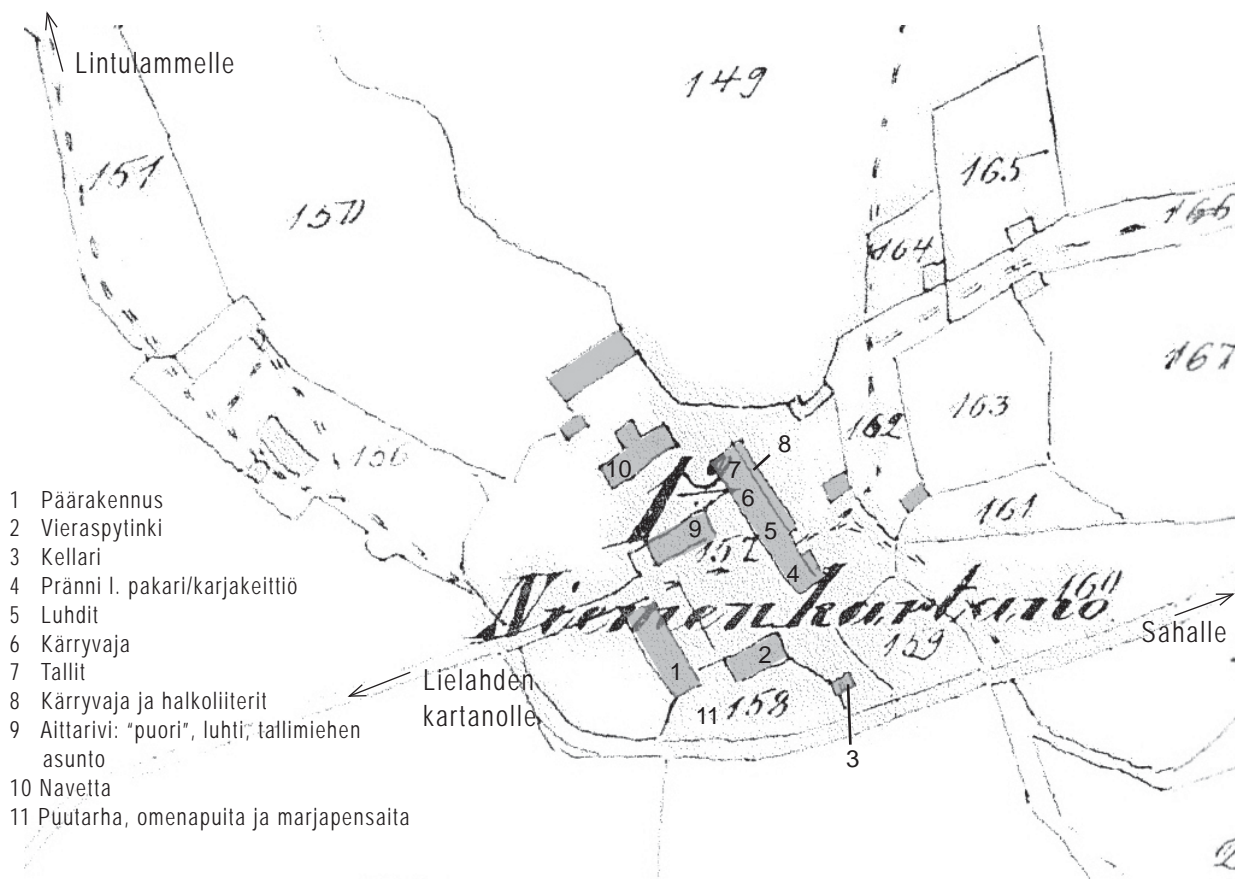 Lintulammelle
149
165
151
150
166
164
167
163
162
156
8
7
10
6
161
9
5
157
4
Niemenkartano
160
Sahalle
159
2
1
Lielahden
kartanolle
158
11
3
1 Päärakennus
2 Vieraspytinki
3 Kellari
4 Pränni l. pakari/karjakeittiö
5 Luhdit
6 Kärryvaja
7 Tallit
8 Kärryvaja ja halkoliiterit
9 Aittarivi: “puori”, luhti, tallimiehen
asunto
10 Navetta
11 Puutarha, omenapuita ja marjapensaita